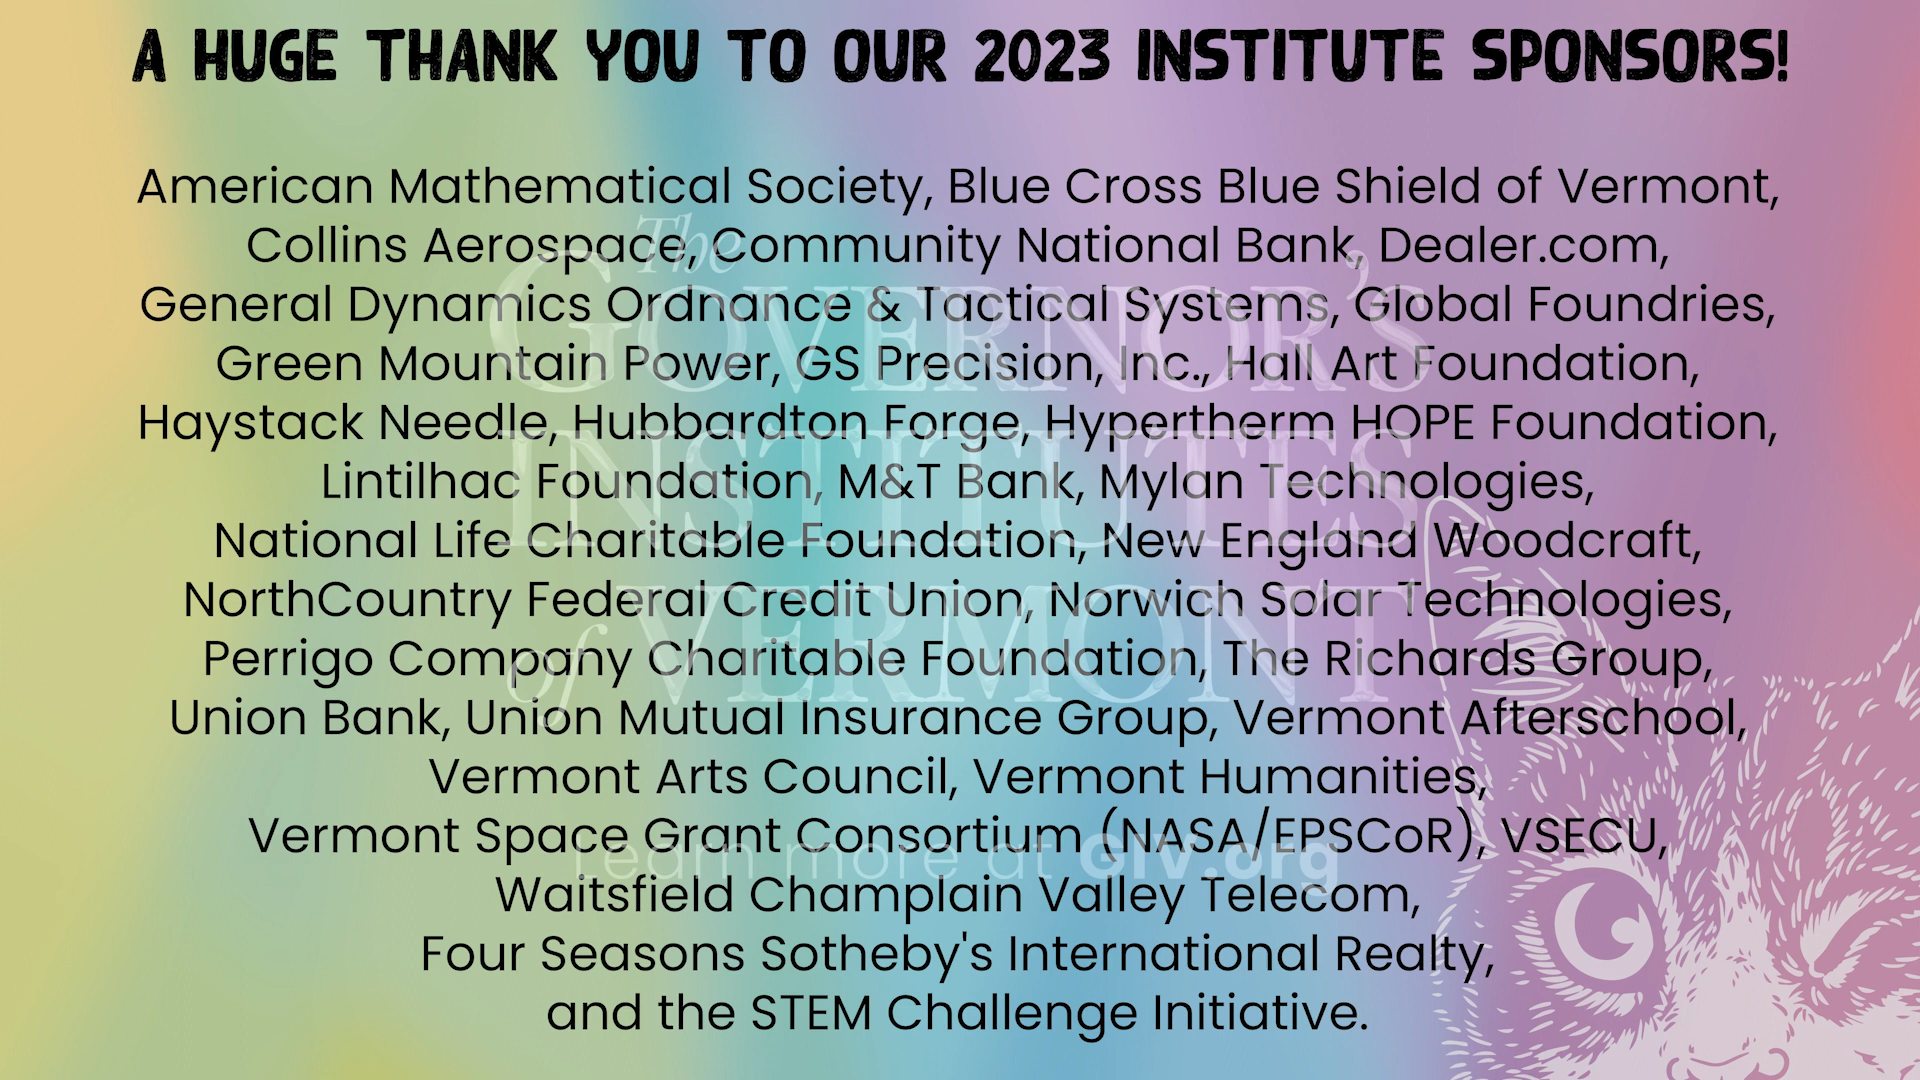 A HUGE THANK YOU TO OUR 2023 INSTITUTE SPONSORS!
American Mathematical Society, Blue Cross Blue Shield of Vermont,
Collins Aerospace, Community National Bank, Dealer.com,
General Dynamics Ordnance & Tactical Systems, Global Foundries,
Green Mountain Power, GS Precision, Inc., Hall Art Foundation,
Haystack Needle, Hubbardton Forge, Hypertherm HOPE Foundation,
Lintilhac Foundation, M&T Bank, Mylan Technologies,
National Life Charitable Foundation, New England Woodcraft,
NorthCountry Federal Credit Union, Norwich Solar Technologies,
Perrigo Company Charitable Foundation, The Richards Group,
Union Bank, Union Mutual Insurance Group, Vermont Afterschool,
Vermont Arts Council, Vermont Humanities,
Vermont Space Grant Consortium (NASA/EPSCoR), VSECU,
Waitsfield Champlain Valley Telecom,
Four Seasons Sotheby's International Realty,
and the STEM Challenge Initiative.
The
GOVERNOR'S
INSTITUTES
of VERMONT
Learn more at GIV.org